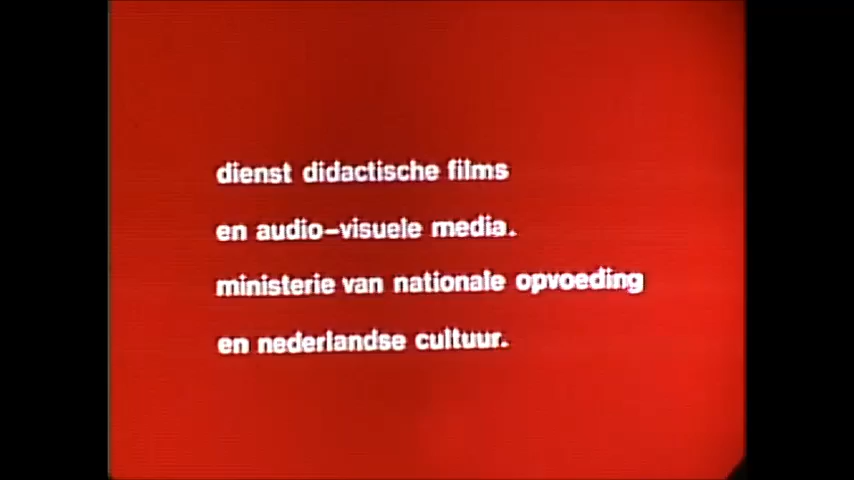 dienst didactische films
en audio-visuele media.
ministerie van nationale opvoeding
en nederlandse cultuur.